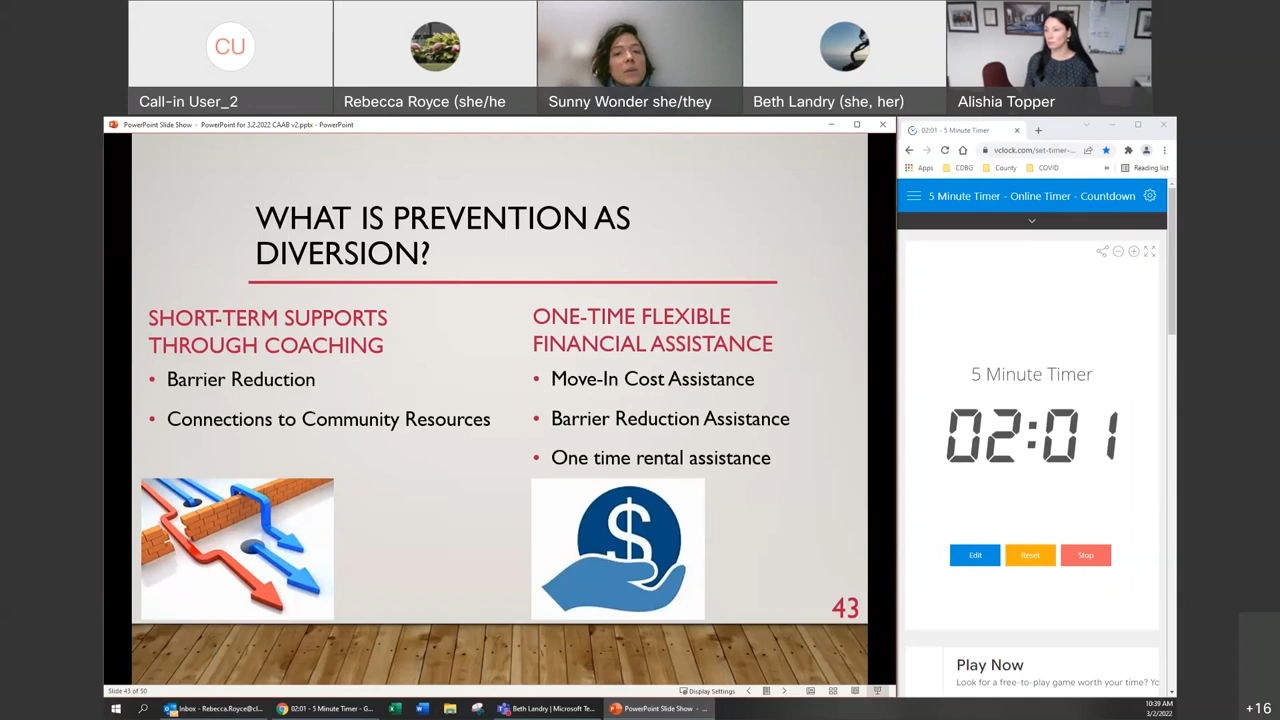 CU
Call-in User_2
Rebecca Royce (she/he
Sunny Wonder she/they
Beth Landry (she, her)
Alishia Topper
PowerPoint Slide Show - PowerPoint for 3.2.2022 CAAB v2.pptx - PowerPoint
WHAT IS PREVENTION AS
DIVERSION?
SHORT-TERM SUPPORTS
THROUGH COACHING
• Barrier Reduction
• Connections to Community Resources
ONE-TIME FLEXIBLE
FINANCIAL ASSISTANCE
• Move-In Cost Assistance
• Barrier Reduction Assistance
• One time rental assistance
$
43
Slide 43 of 50
Display Settings
02:01 - 5 Minute Timer
vclock.com/set-timer-...
Apps CDBG County COVID » Reading list
5 Minute Timer - Online Timer - Countdown
5 Minute Timer
02:01
Edit Reset Stop
Play Now
Look for a free-to-play game worth your time? Yo
Inbox - Rebecca.Royce@cl...
02:01 - 5 Minute Timer - G...
Beth Landry | Microsoft Te...
PowerPoint Slide Show - ...
10:39 AM
3/2/2022
+16